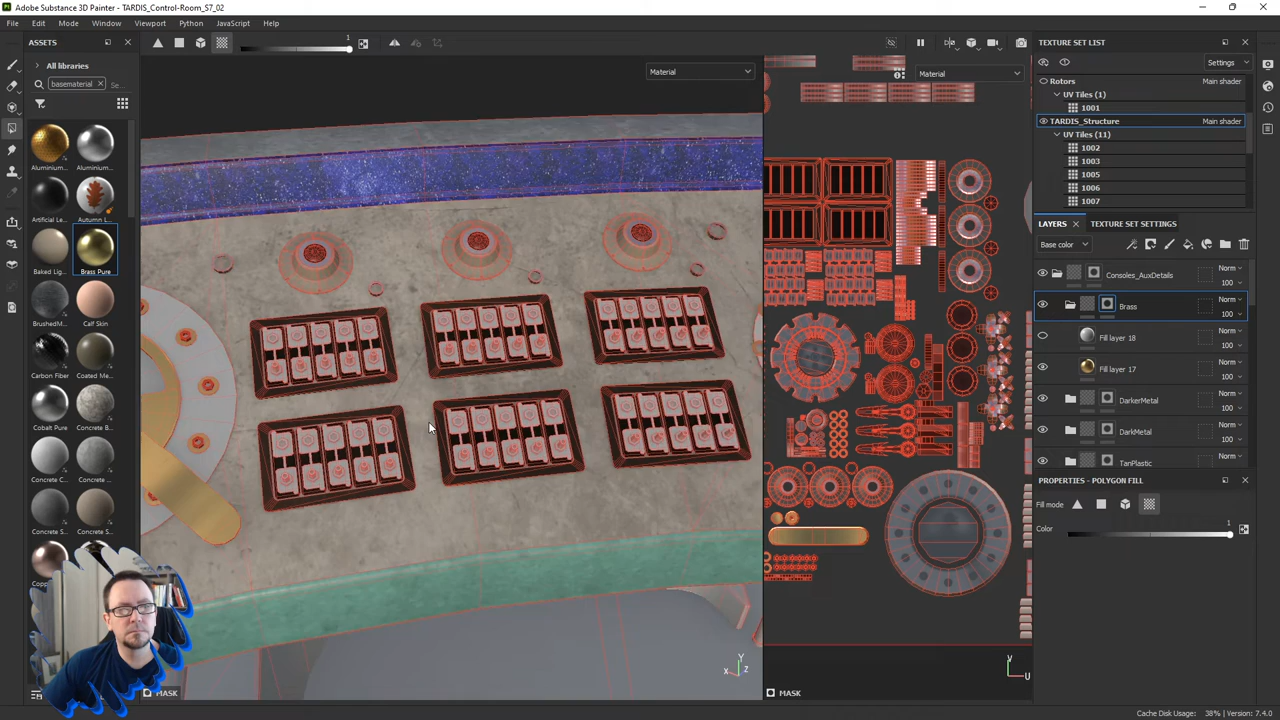 Adobe Substance 3D Painter - TARDIS_Control-Room_S7_02
File Edit Mode Window Viewport Python JavaScript Help
ASSETS
All libraries
basematerial × Se...
Aluminium... Aluminium...
Artificial Le... Autumn L...
Baked Lig... Brass Pure
BrushedM... Calf Skin
Carbon Fiber Coated Me...
Cobalt Pure Concrete B...
Concrete C... Concrete D...
Concrete S... Concrete S...
1
Material
Material
MASK
MASK
Y
X Z
V
U
TEXTURE SET LIST
Settings
Rotors Main shader
UV Tiles (1)
1001
TARDIS_Structure Main shader
UV Tiles (11)
1002
1003
1005
1006
1007
LAYERS × TEXTURE SET SETTINGS
Base color
Consoles_AuxDetails Norm
100
Brass Norm
100
Fill layer 18 Norm
100
Fill layer 17 Norm
100
DarkerMetal Norm
100
DarkMetal Norm
100
TanPlastic Norm
100
PROPERTIES - POLYGON FILL
Fill mode
Color 1
Cache Disk Usage: 38% | Version: 7.4.0